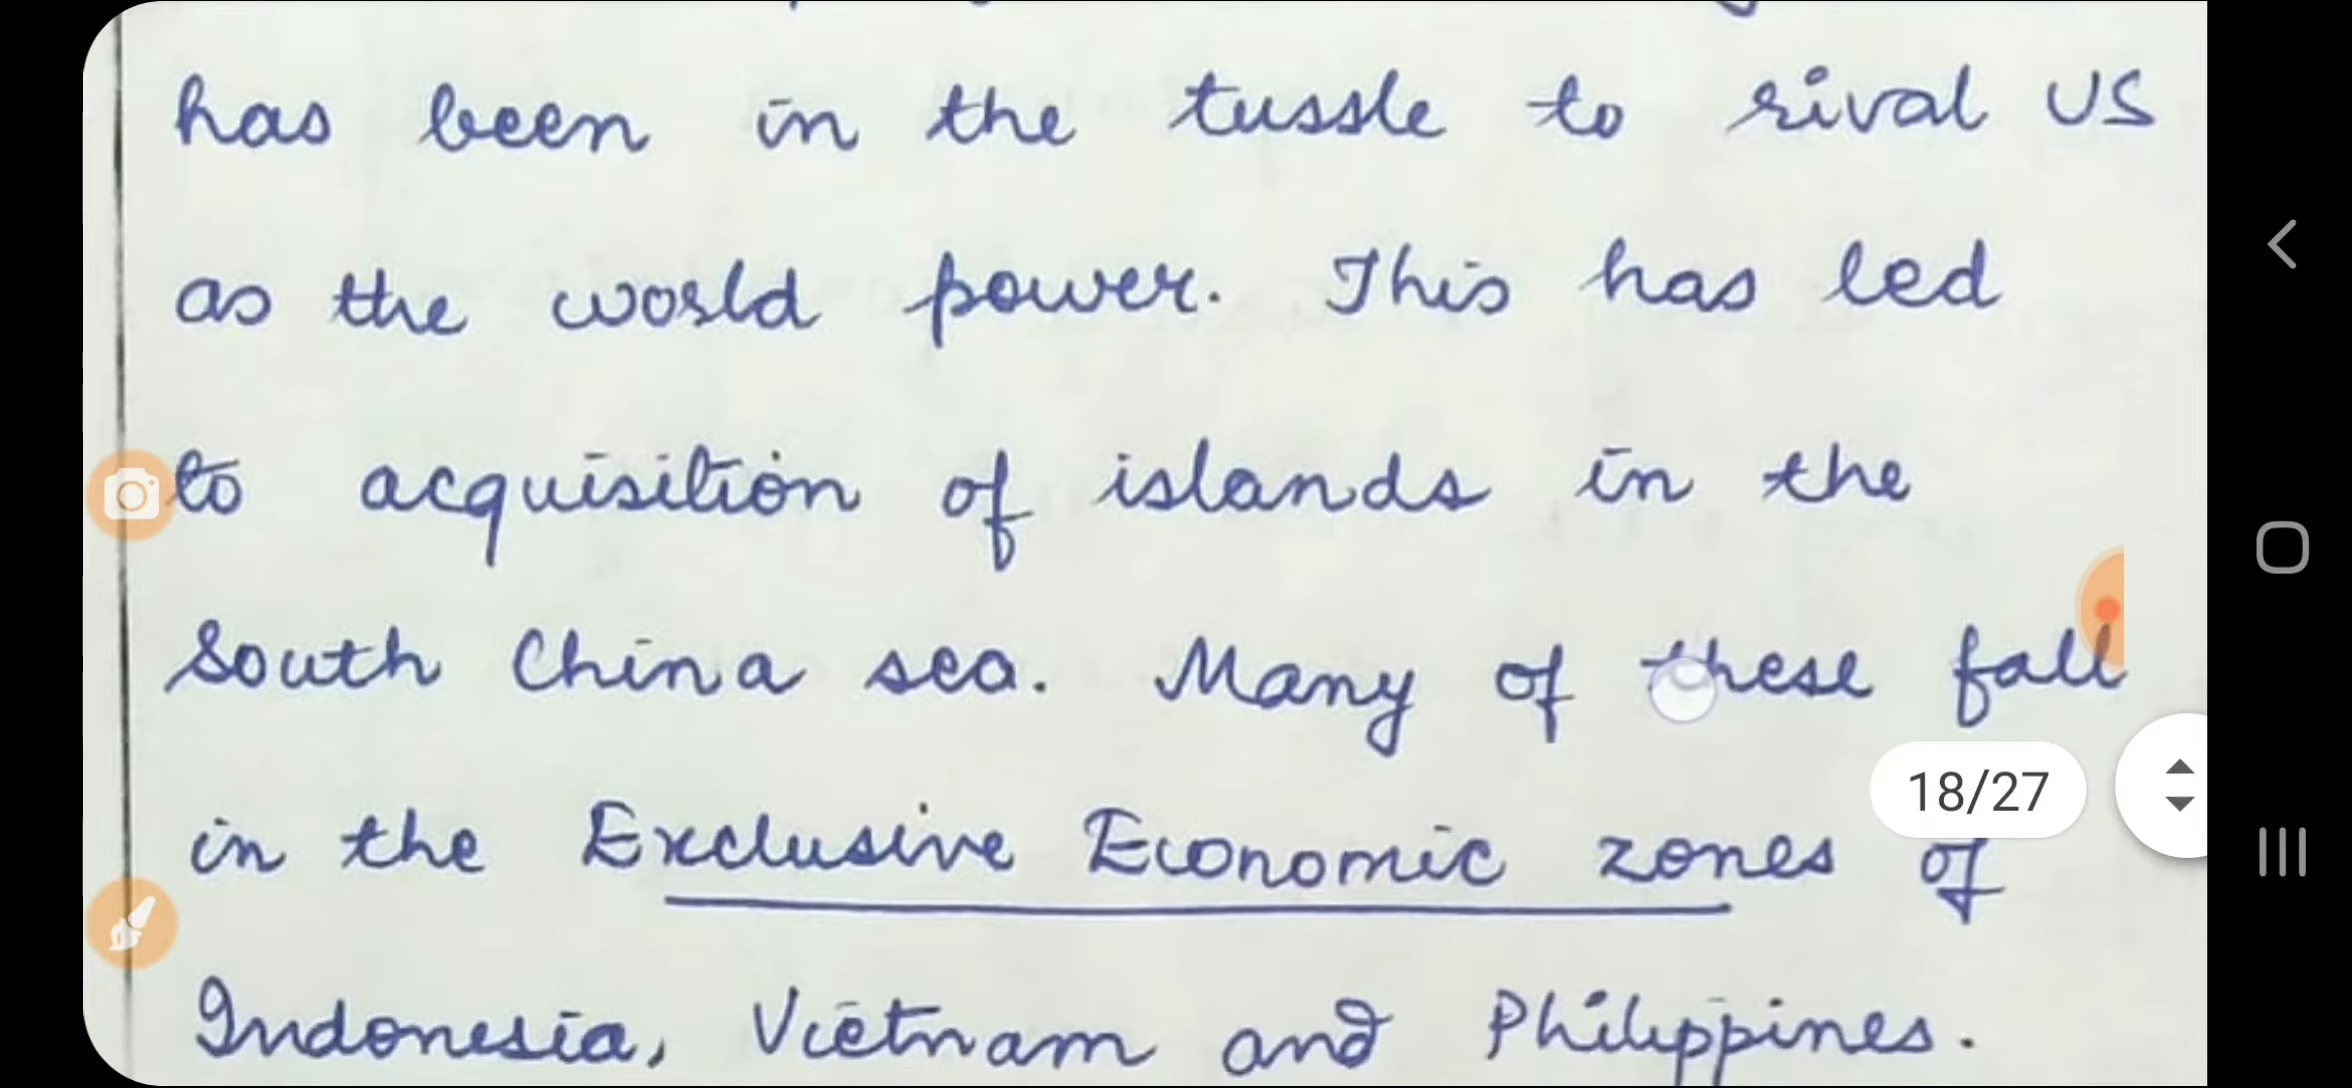 has been in the tussle to rival US
as the world power. This has led
to acquisition of islands in the
South China sea. Many of these fall
in the Exclusive Economic zones of
18/27
Indonesia, Vietnam and Philippines.